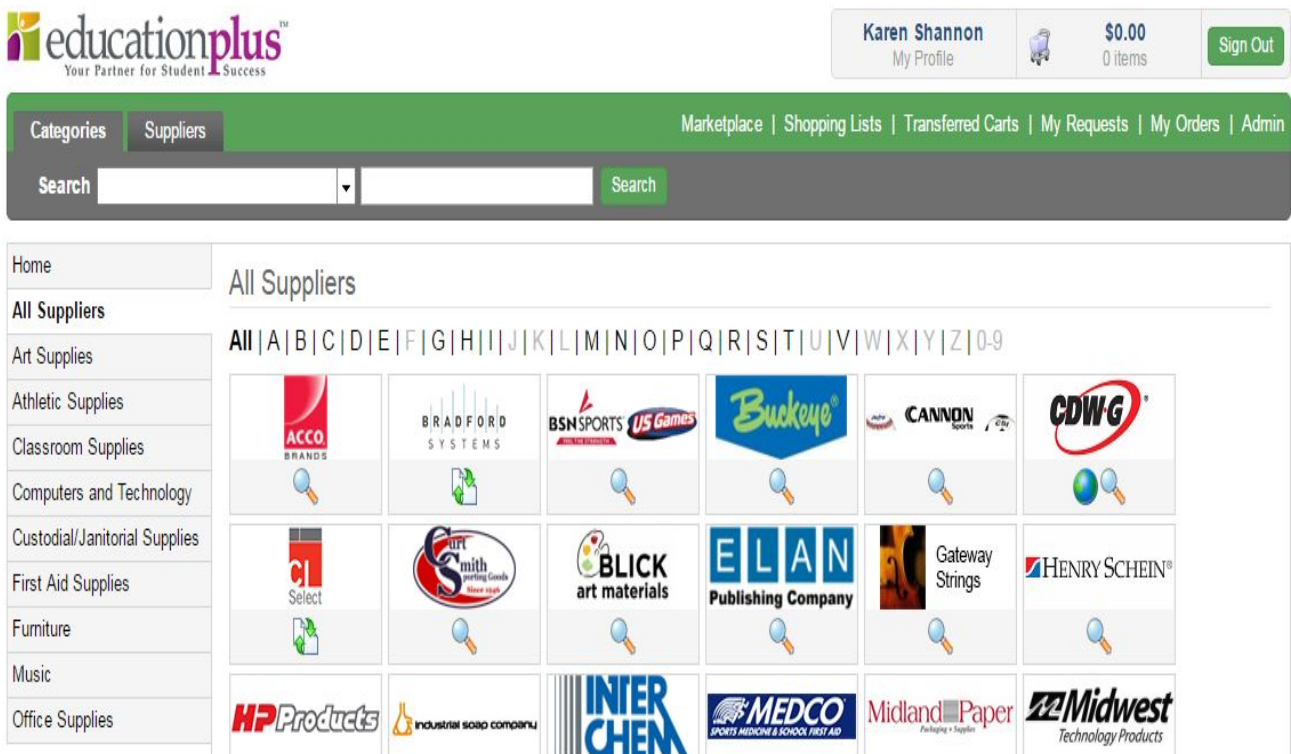 educationplus™
Your Partner for Student Success
Karen Shannon
My Profile
$0.00
0 items
Sign Out
Categories Suppliers
Marketplace | Shopping Lists | Transferred Carts | My Requests | My Orders | Admin
Search Search
Home
All Suppliers
Art Supplies
Athletic Supplies
Classroom Supplies
Computers and Technology
Custodial/Janitorial Supplies
First Aid Supplies
Furniture
Music
Office Supplies
All Suppliers
All | A | B | C | D | E | F | G | H | I | J | K | L | M | N | O | P | Q | R | S | T | U | V | W | X | Y | Z | 0-9
ACCO
BRANDS
BRADFORD
SYSTEMS
BSN SPORTS US Games
Buckeye®
CANNON
Sports
CDW·G®
CL
Select
Curt
Smith
Sporting Goods
Since 1946
BLICK
art materials
ELAN
Publishing Company
Gateway
Strings
HENRY SCHEIN®
HP Products
industrial soap company
INTER
CHEM
MEDCO
SPORTS MEDICINE & SCHOOL FIRST AID
Midland Paper
Packaging + Supplies
Midwest
Technology Products